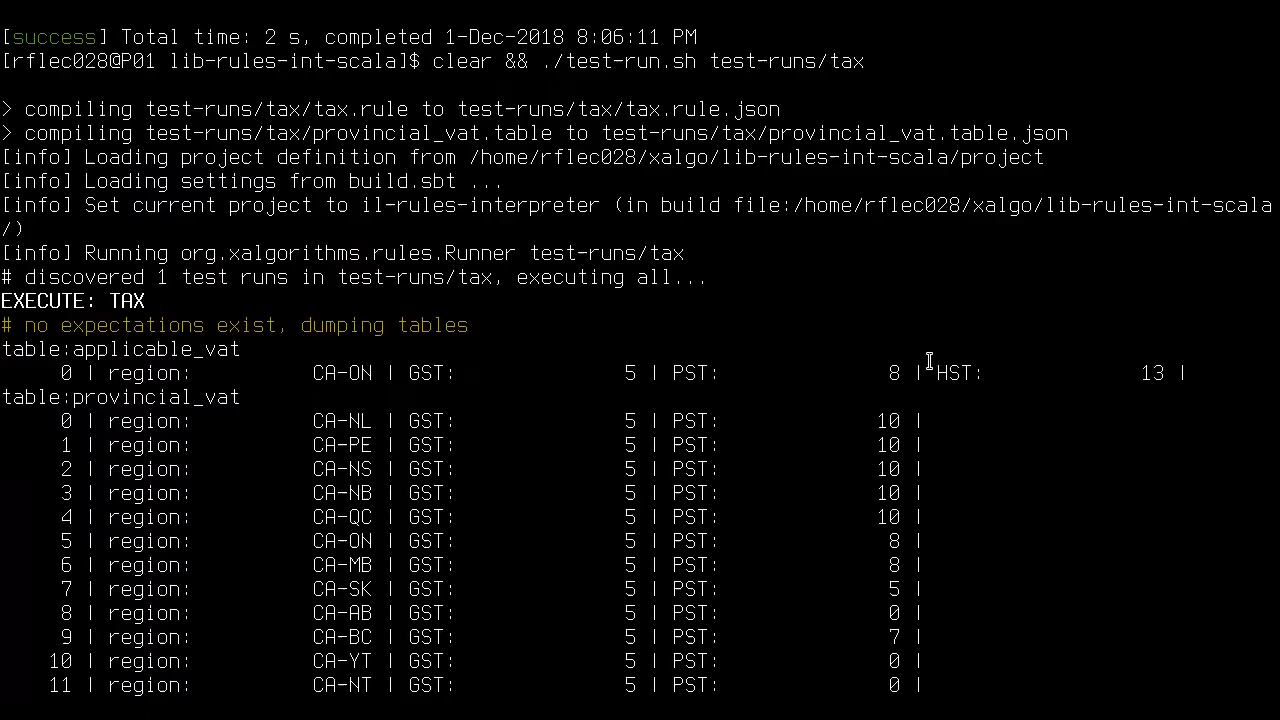 [success] Total time: 2 s, completed 1-Dec-2018 8:06:11 PM
[rflec028@P01 lib-rules-int-scala]$ clear && ./test-run.sh test-runs/tax
> compiling test-runs/tax/tax.rule to test-runs/tax/tax.rule.json
> compiling test-runs/tax/provincial_vat.table to test-runs/tax/provincial_vat.table.json
[info] Loading project definition from /home/rflec028/xalgo/lib-rules-int-scala/project
[info] Loading settings from build.sbt ...
[info] Set current project to il-rules-interpreter (in build file:/home/rflec028/xalgo/lib-rules-int-scala
/)
[info] Running org.xalgorithms.rules.Runner test-runs/tax
# discovered 1 test runs in test-runs/tax, executing all...
EXECUTE: TAX
# no expectations exist, dumping tables
table:applicable_vat
0 | region: CA-ON | GST: 5 | PST: 8 | HST: 13 |
table:provincial_vat
0 | region: CA-NL | GST: 5 | PST: 10 |
1 | region: CA-PE | GST: 5 | PST: 10 |
2 | region: CA-NS | GST: 5 | PST: 10 |
3 | region: CA-NB | GST: 5 | PST: 10 |
4 | region: CA-QC | GST: 5 | PST: 10 |
5 | region: CA-ON | GST: 5 | PST: 8 |
6 | region: CA-MB | GST: 5 | PST: 8 |
7 | region: CA-SK | GST: 5 | PST: 5 |
8 | region: CA-AB | GST: 5 | PST: 0 |
9 | region: CA-BC | GST: 5 | PST: 7 |
10 | region: CA-YT | GST: 5 | PST: 0 |
11 | region: CA-NT | GST: 5 | PST: 0 |